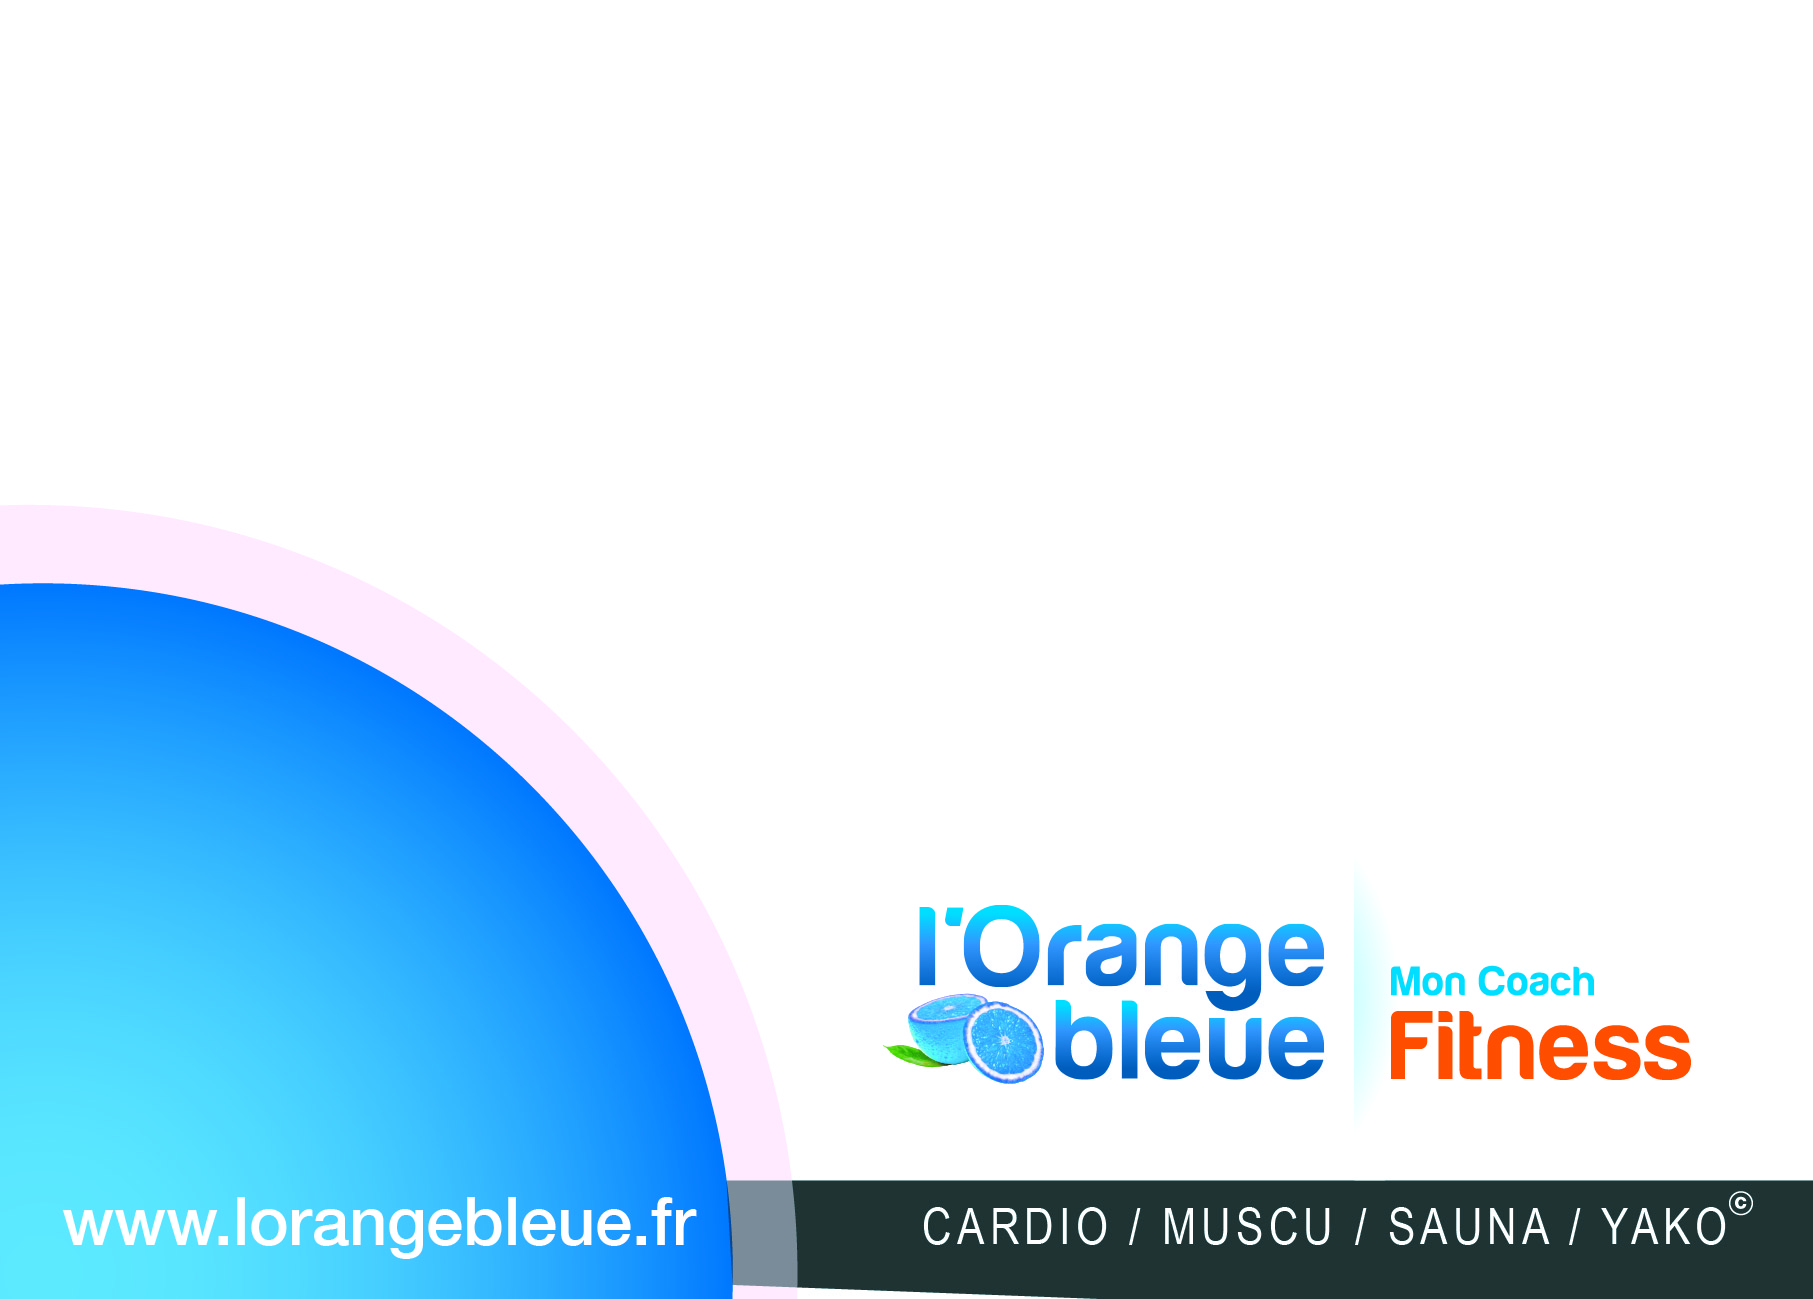 l'Orange
bleue
Mon Coach
Fitness
www.lorangebleue.fr
CARDIO / MUSCU / SAUNA / YAKO©